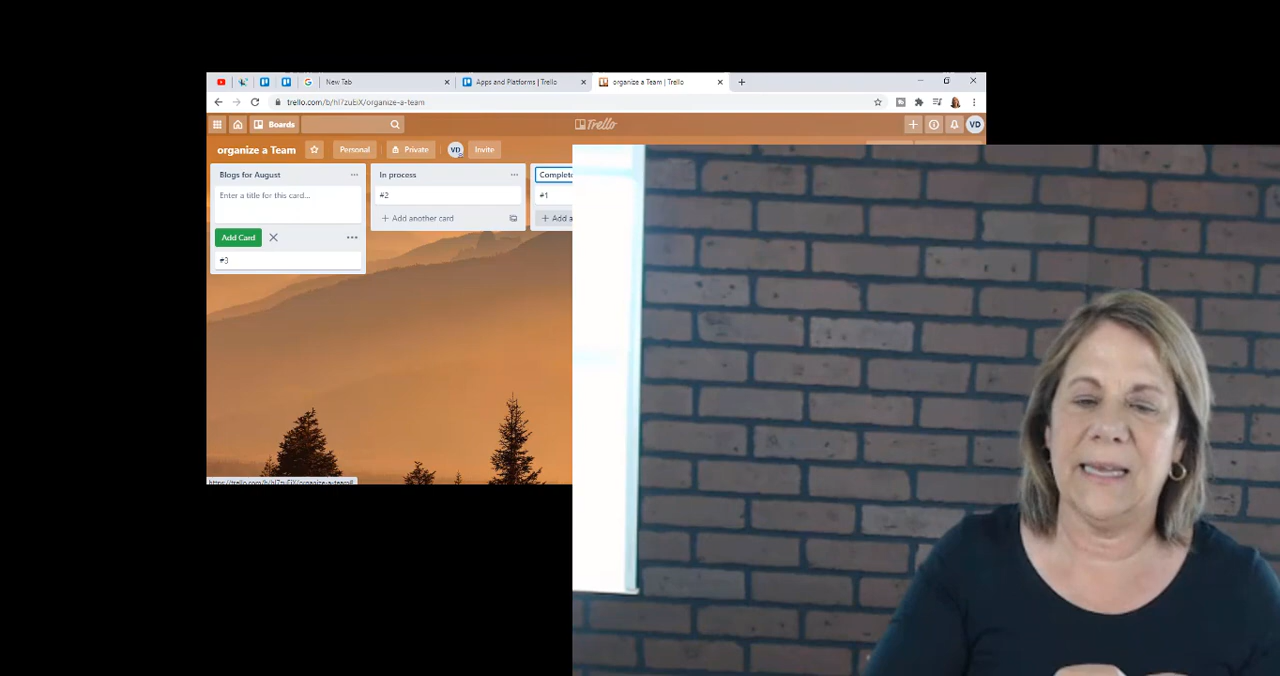 New Tab
Apps and Platforms | Trello
organize a Team | Trello
trello.com/b/hI7zuEiX/organize-a-team
Boards
Trello
VD
organize a Team
Personal
Private
VD
Invite
Blogs for August
Enter a title for this card...
Add Card
#3
In process
#2
+ Add another card
Complete
#1
+ Add a